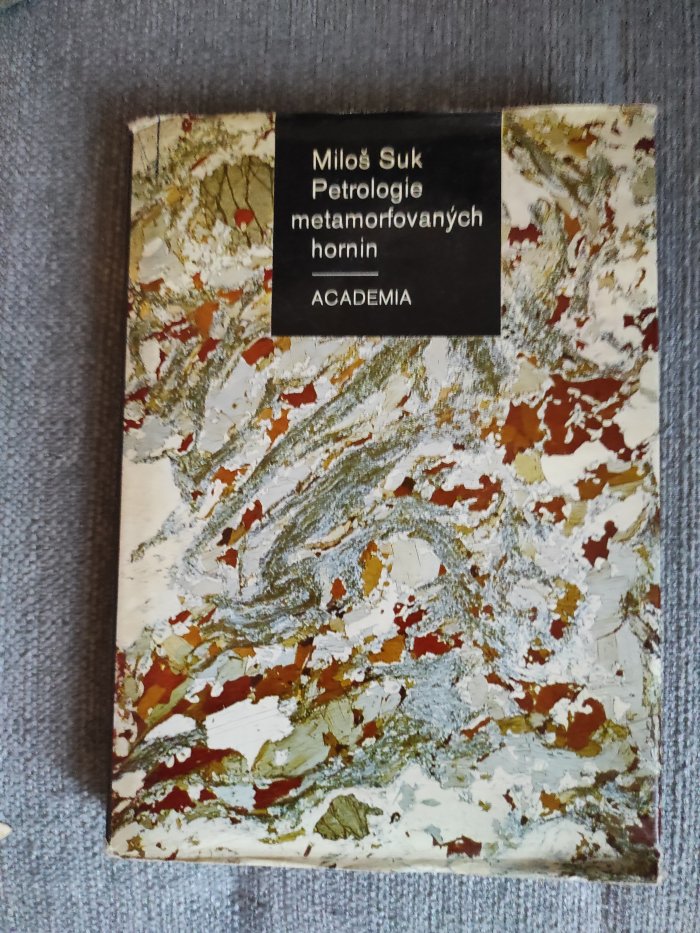 Miloš Suk
Petrologie
metamorfovaných
hornin
ACADEMIA